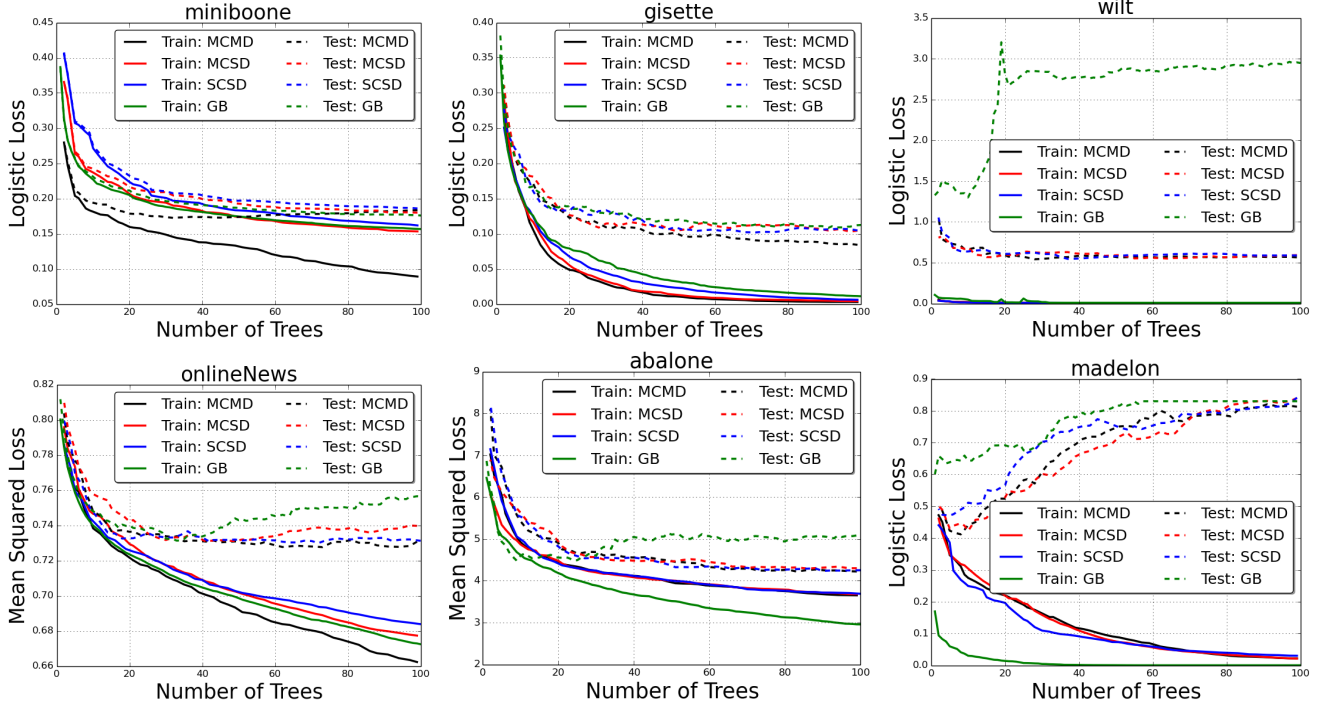 miniboone
0.45
0.40
0.35
0.30
0.25
0.20
0.15
0.10
0.05
Logistic Loss
Train: MCMD Test: MCMD
Train: MCSD Test: MCSD
Train: SCSD Test: SCSD
Train: GB Test: GB
0 20 40 60 80 100
Number of Trees
gisette
0.40
0.35
0.30
0.25
0.20
0.15
0.10
0.05
0.00
Logistic Loss
Train: MCMD Test: MCMD
Train: MCSD Test: MCSD
Train: SCSD Test: SCSD
Train: GB Test: GB
0 20 40 60 80 100
Number of Trees
wilt
3.5
3.0
2.5
2.0
1.5
1.0
0.5
0.0
Logistic Loss
Train: MCMD Test: MCMD
Train: MCSD Test: MCSD
Train: SCSD Test: SCSD
Train: GB Test: GB
0 20 40 60 80 100
Number of Trees
onlineNews
0.82
0.80
0.78
0.76
0.74
0.72
0.70
0.68
0.66
Mean Squared Loss
Train: MCMD Test: MCMD
Train: MCSD Test: MCSD
Train: SCSD Test: SCSD
Train: GB Test: GB
0 20 40 60 80 100
Number of Trees
abalone
9
8
7
6
5
4
3
2
Mean Squared Loss
Train: MCMD Test: MCMD
Train: MCSD Test: MCSD
Train: SCSD Test: SCSD
Train: GB Test: GB
0 20 40 60 80 100
Number of Trees
madelon
0.9
0.8
0.7
0.6
0.5
0.4
0.3
0.2
0.1
0.0
Logistic Loss
Train: MCMD Test: MCMD
Train: MCSD Test: MCSD
Train: SCSD Test: SCSD
Train: GB Test: GB
0 20 40 60 80 100
Number of Trees